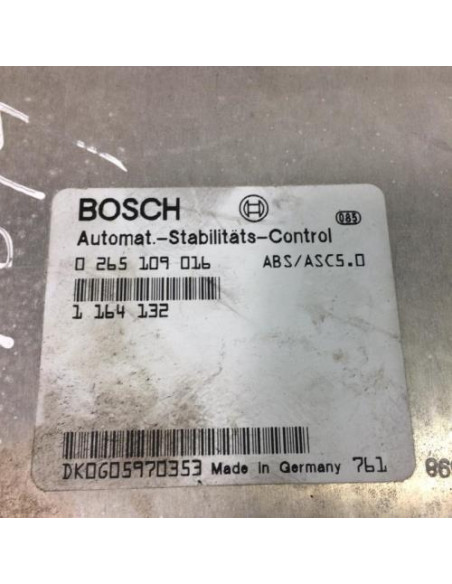 BOSCH 085
Automat.-Stabilitäts-Control
0 265 109 016 ABS/ASC5.0
1 164 132
DK0G05970353 Made in Germany 761